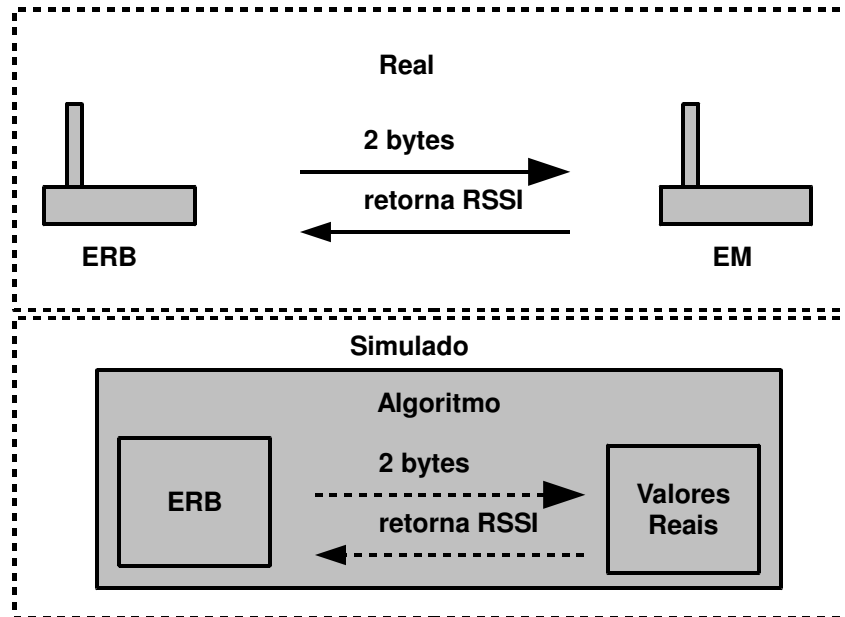 Real
2 bytes
retorna RSSI
ERB
EM
Simulado
Algoritmo
2 bytes
ERB
retorna RSSI
Valores
Reais